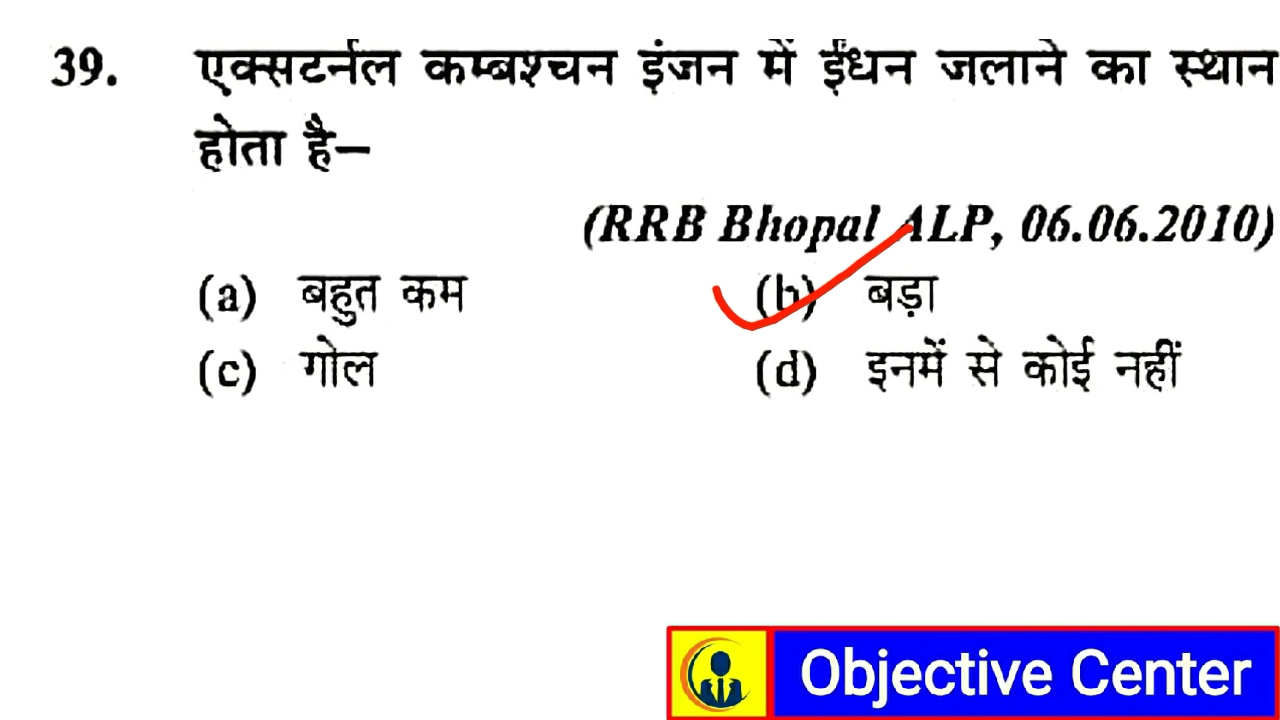 39. एक्सटर्नल कम्बश्चन इंजन में ईंधन जलाने का स्थान
होता है–
(RRB Bhopal ALP, 06.06.2010)
(a) बहुत कम (b) बड़ा
(c) गोल (d) इनमें से कोई नहीं
Objective Center